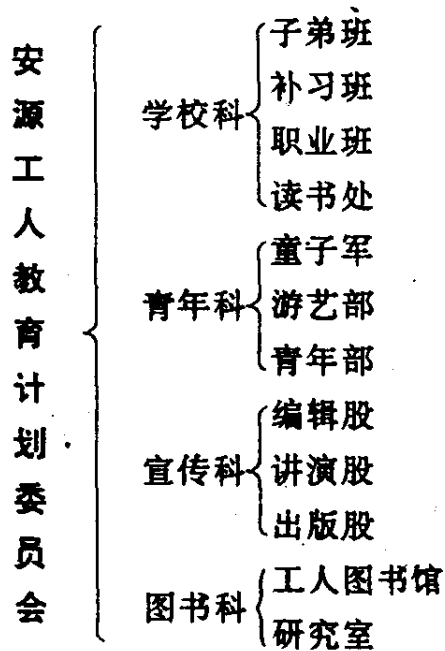 安源工人教育计划委员会
学校科
子弟班
补习班
职业班
读书处
青年科
童子军
游艺部
青年部
宣传科
编辑股
讲演股
出版股
图书科
工人图书馆
研究室